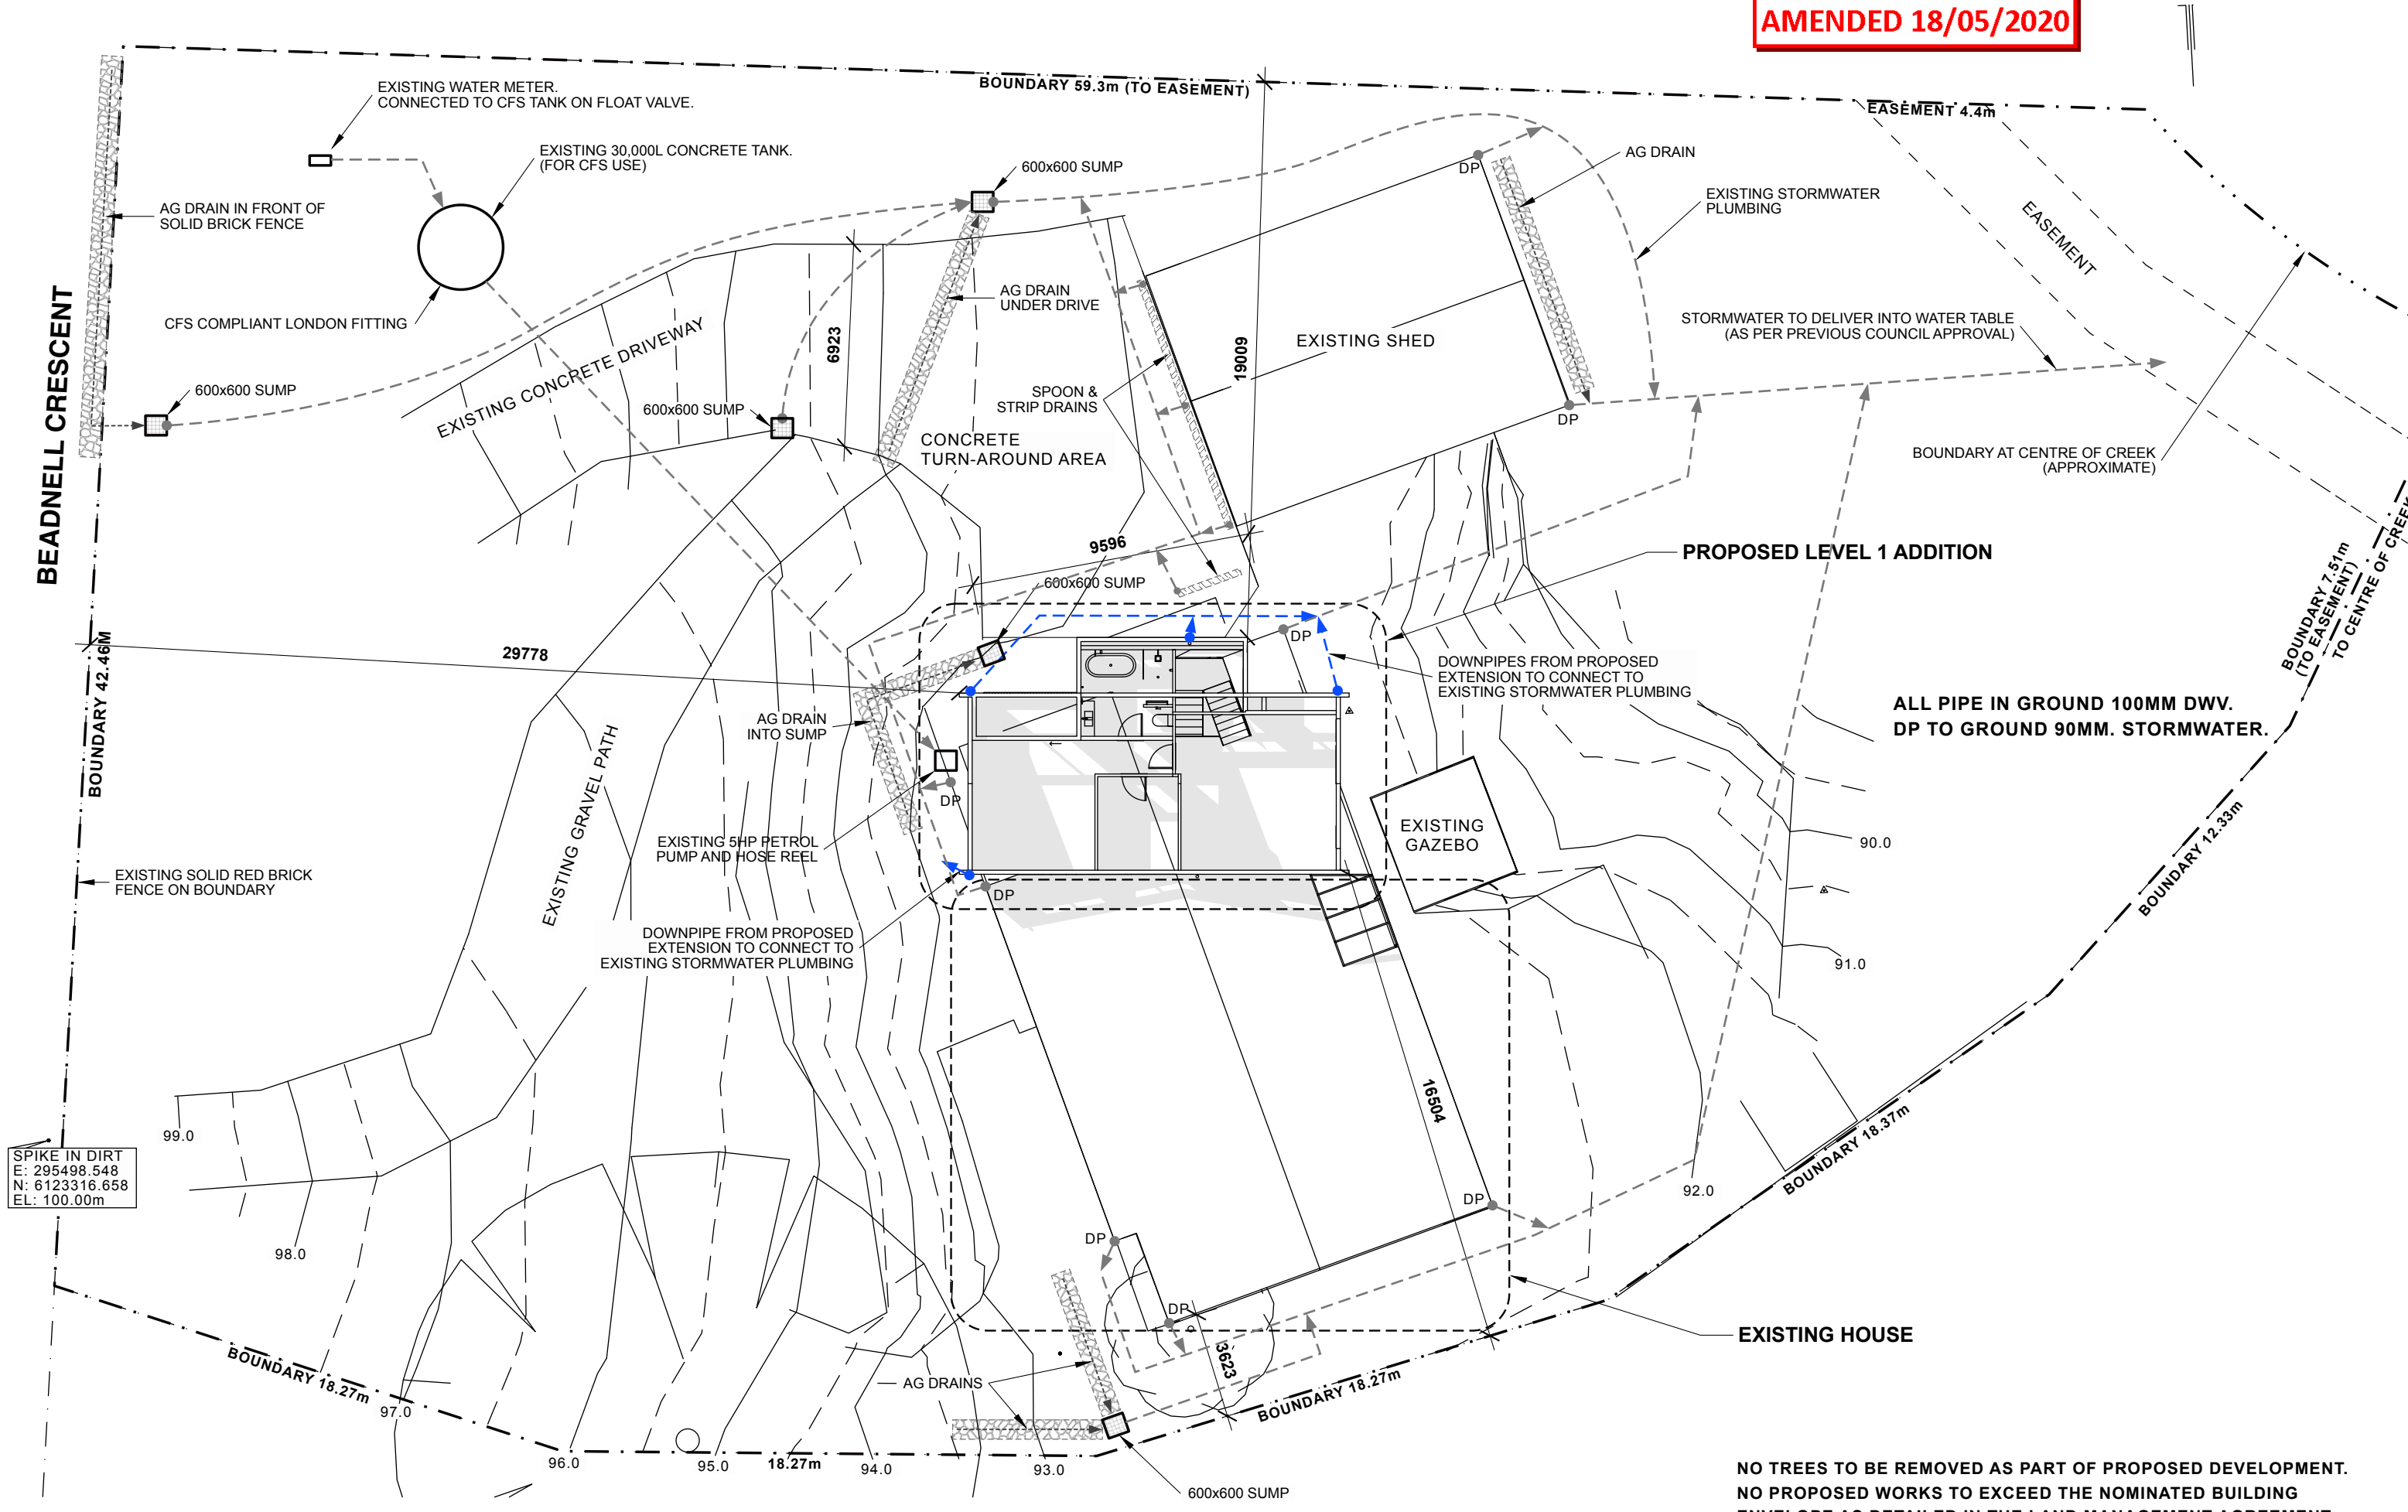 AMENDED 18/05/2020
BOUNDARY 59.3m (TO EASEMENT)
EASEMENT 4.4m
EXISTING WATER METER.
CONNECTED TO CFS TANK ON FLOAT VALVE.
EXISTING 30,000L CONCRETE TANK.
(FOR CFS USE)
600x600 SUMP
DP
AG DRAIN
EXISTING STORMWATER
PLUMBING
EASEMENT
AG DRAIN IN FRONT OF
SOLID BRICK FENCE
CFS COMPLIANT LONDON FITTING
AG DRAIN
UNDER DRIVE
6923
19009
EXISTING SHED
STORMWATER TO DELIVER INTO WATER TABLE
(AS PER PREVIOUS COUNCIL APPROVAL)
BEADNELL CRESCENT
600x600 SUMP
EXISTING CONCRETE DRIVEWAY
600x600 SUMP
SPOON &
STRIP DRAINS
CONCRETE
TURN-AROUND AREA
DP
BOUNDARY AT CENTRE OF CREEK
(APPROXIMATE)
9596
PROPOSED LEVEL 1 ADDITION
600x600 SUMP
BOUNDARY 7.51m
(TO EASEMENT)
TO CENTRE OF CREEK
BOUNDARY 42.46M
29778
DP
DOWNPIPES FROM PROPOSED
EXTENSION TO CONNECT TO
EXISTING STORMWATER PLUMBING
ALL PIPE IN GROUND 100MM DWV.
DP TO GROUND 90MM. STORMWATER.
AG DRAIN
INTO SUMP
DP
EXISTING GRAVEL PATH
EXISTING 5HP PETROL
PUMP AND HOSE REEL
EXISTING
GAZEBO
90.0
BOUNDARY 12.33m
EXISTING SOLID RED BRICK
FENCE ON BOUNDARY
DP
DOWNPIPE FROM PROPOSED
EXTENSION TO CONNECT TO
EXISTING STORMWATER PLUMBING
91.0
99.0
16504
BOUNDARY 18.37m
SPIKE IN DIRT
E: 295498.548
N: 6123316.658
EL: 100.00m
92.0
DP
98.0
DP
DP
EXISTING HOUSE
3623
BOUNDARY 18.27m
AG DRAINS
BOUNDARY 18.27m
97.0
96.0
95.0
18.27m
94.0
93.0
600x600 SUMP
NO TREES TO BE REMOVED AS PART OF PROPOSED DEVELOPMENT.
NO PROPOSED WORKS TO EXCEED THE NOMINATED BUILDING
ENVELOPE AS DETAILED IN THE LAND MANAGEMENT AGREEMENT